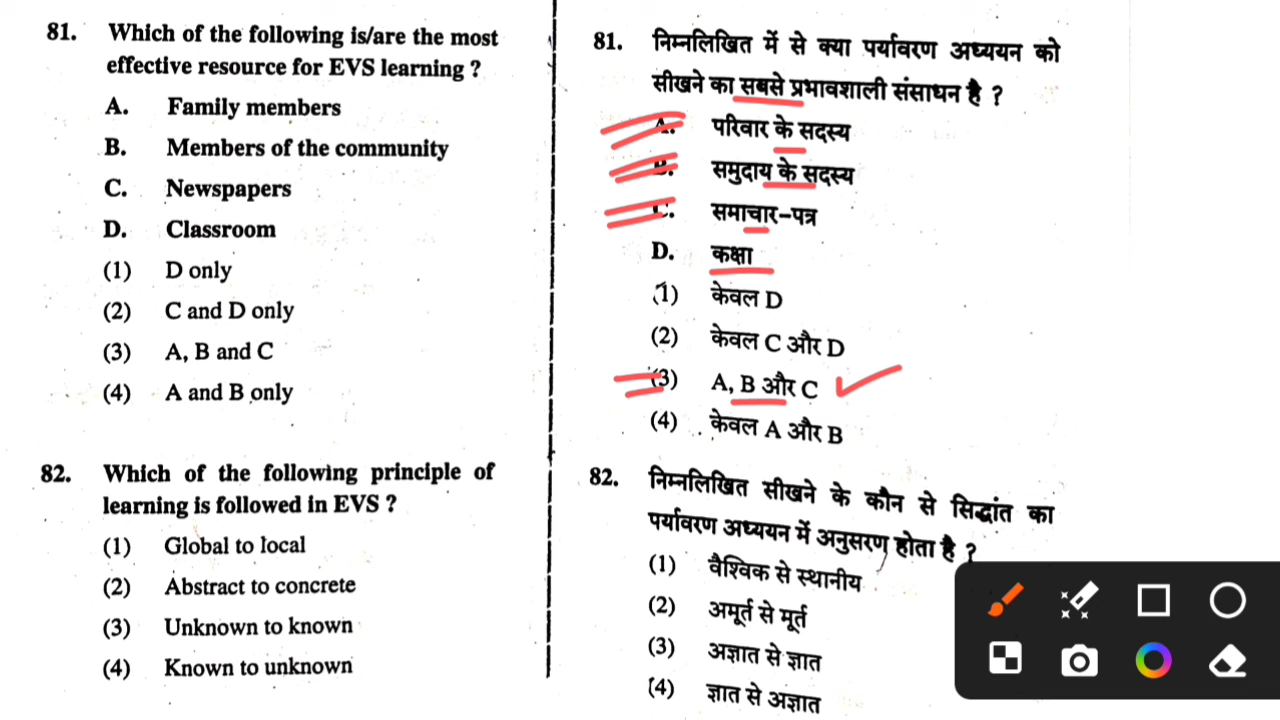 81. Which of the following is/are the most
effective resource for EVS learning ?
A. Family members
B. Members of the community
C. Newspapers
D. Classroom
(1) D only
(2) C and D only
(3) A, B and C
(4) A and B only
82. Which of the following principle of
learning is followed in EVS ?
(1) Global to local
(2) Abstract to concrete
(3) Unknown to known
(4) Known to unknown
81. निम्नलिखित में से क्या पर्यावरण अध्ययन को
सीखने का सबसे प्रभावशाली संसाधन है ?
A. परिवार के सदस्य
B. समुदाय के सदस्य
C. समाचार-पत्र
D. कक्षा
(1) केवल D
(2) केवल C और D
(3) A, B और C
(4) केवल A और B
82. निम्नलिखित सीखने के कौन से सिद्धांत का
पर्यावरण अध्ययन में अनुसरण होता है ?
(1) वैश्विक से स्थानीय
(2) अमूर्त से मूर्त
(3) अज्ञात से ज्ञात
(4) ज्ञात से अज्ञात